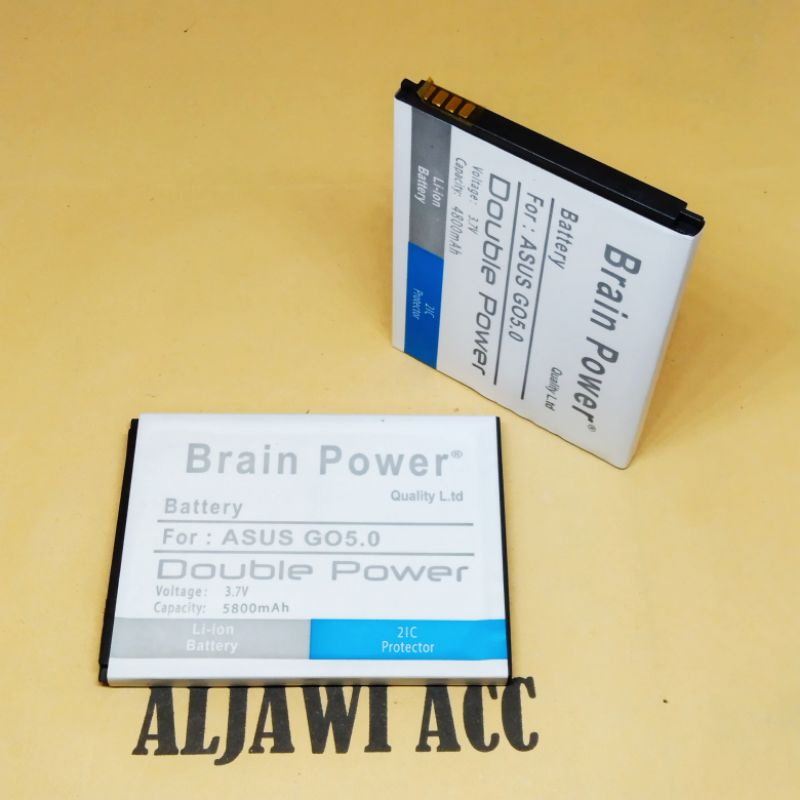 Brain Power®
Quality L.td
Battery
For : ASUS GO5.0
Double Power
Voltage: 3.7V
Capacity: 4800mAh
Li-ion
Battery
2IC
Protector
Brain Power®
Quality L.td
Battery
For : ASUS GO5.0
Double Power
Voltage: 3.7V
Capacity: 5800mAh
Li-ion
Battery
2IC
Protector
ALJAWI ACC